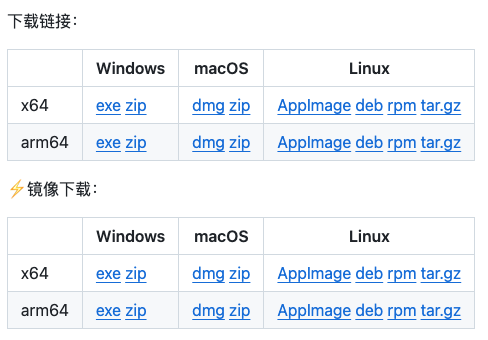 下载链接：
Windows macOS Linux
x64 exe zip dmg zip AppImage deb rpm tar.gz
arm64 exe zip dmg zip AppImage deb rpm tar.gz
⚡镜像下载：
Windows macOS Linux
x64 exe zip dmg zip AppImage deb rpm tar.gz
arm64 exe zip dmg zip AppImage deb rpm tar.gz